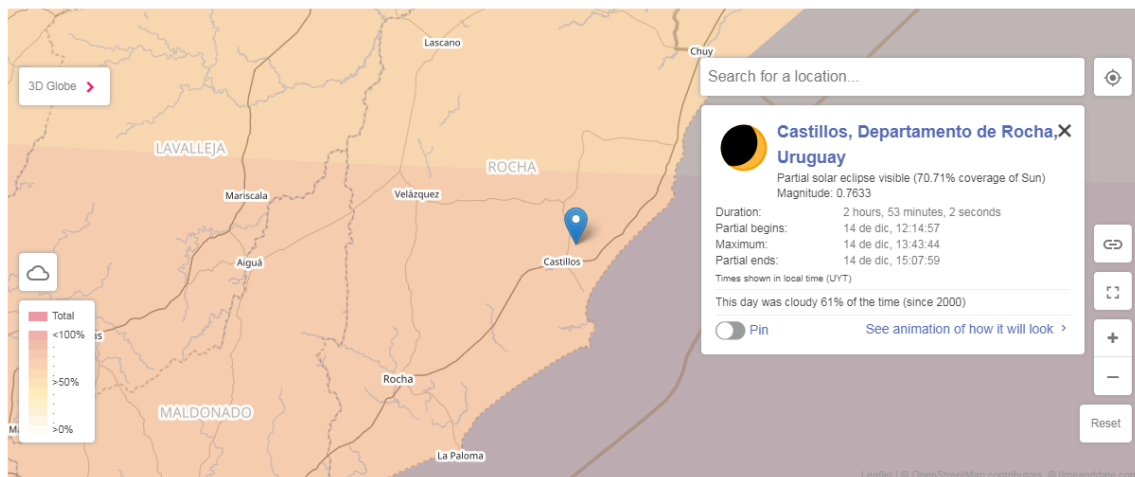 Lascano
Chuy
Search for a location...
3D Globe
LAVALLEJA
ROCHA
Castillos, Departamento de Rocha,
Uruguay
Partial solar eclipse visible (70.71% coverage of Sun)
Magnitude: 0.7633
Duration: 2 hours, 53 minutes, 2 seconds
Partial begins: 14 de dic, 12:14:57
Maximum: 14 de dic, 13:43:44
Partial ends: 14 de dic, 15:07:59
Times shown in local time (UYT)
This day was cloudy 61% of the time (since 2000)
Pin
See animation of how it will look
Mariscala
Velázquez
Aiguá
Castillos
Total
<100%
>50%
>0%
Rocha
MALDONADO
La Paloma
Reset
Leaflet | © OpenStreetMap contributors, © timeanddate.com